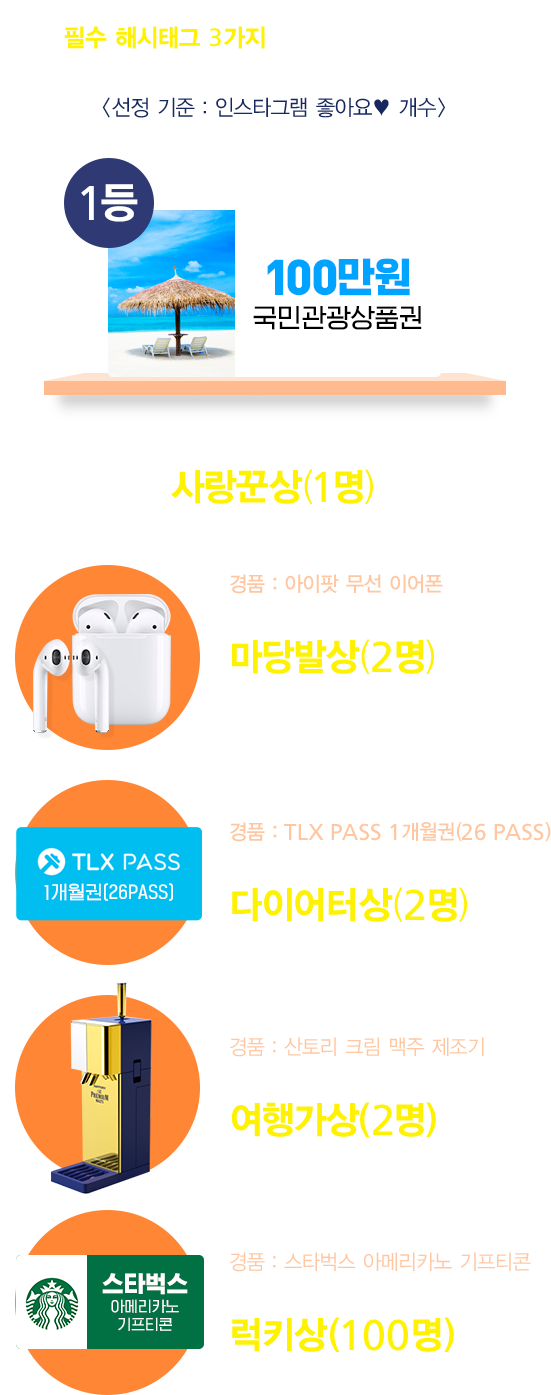 필수 해시태그 3가지
<선정 기준 : 인스타그램 좋아요♥ 개수>
1등
100만원
국민관광상품권
사랑꾼상(1명)
경품 : 아이팟 무선 이어폰
마당발상(2명)
경품 : TLX PASS 1개월권(26 PASS)
TLX PASS
1개월권(26PASS)
다이어터상(2명)
경품 : 산토리 크림 맥주 제조기
PREMIUM
여행가상(2명)
경품 : 스타벅스 아메리카노 기프티콘
스타벅스
아메리카노
기프티콘
럭키상(100명)